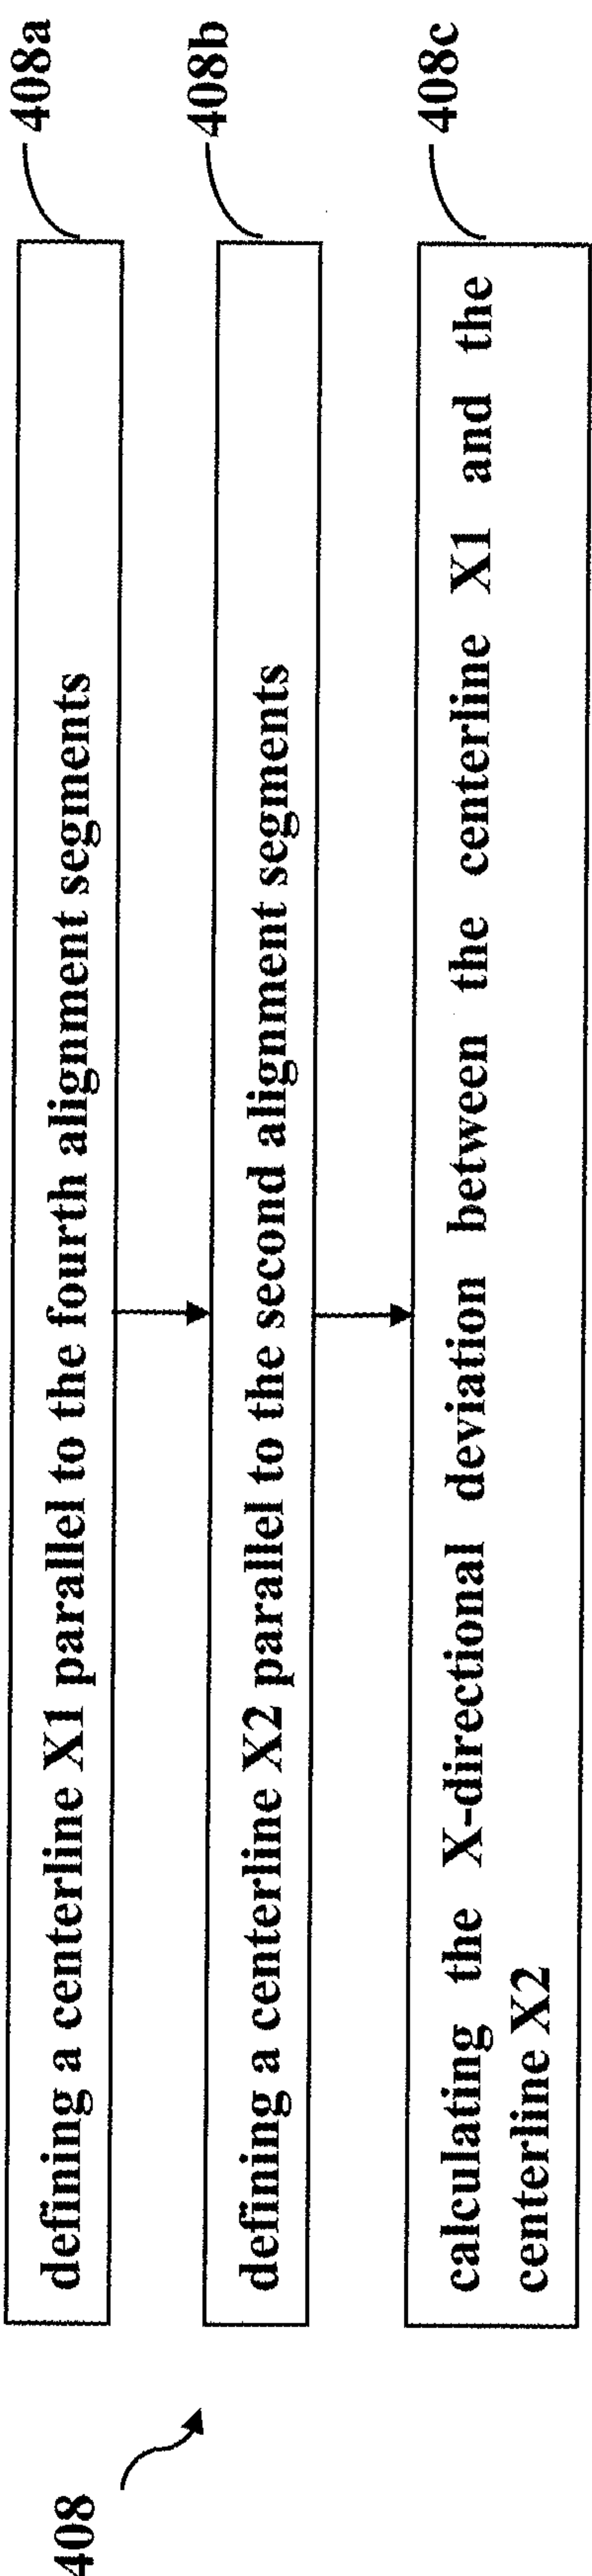 408
defining a centerline X1 parallel to the fourth alignment segments
408a
defining a centerline X2 parallel to the second alignment segments
408b
calculating the X-directional deviation between the centerline X1 and the
centerline X2
408c